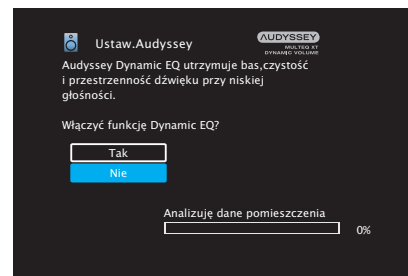 Ustaw.Audyssey
AUDYSSEY
MULTEQ XT
DYNAMIC VOLUME
Audyssey Dynamic EQ utrzymuje bas,czystość
i przestrzenność dźwięku przy niskiej
głośności.
Włączyć funkcję Dynamic EQ?
Tak
Nie
Analizuję dane pomieszczenia
0%